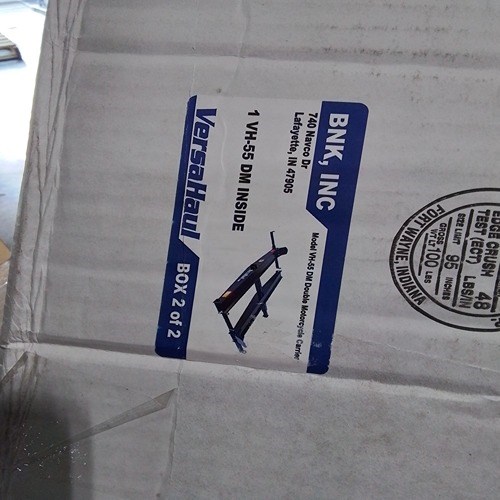 BNK, INC
740 Navco Dr
Lafayette, IN 47905
Model VH-55 DM Double Motorcycle Carrier
1 VH-55 DM INSIDE
VersaHaul
BOX 2 of 2
EDGE CRUSH
TEST (ECT) 48 LBS/IN
SIZE LIMIT 95 INCHES
GROSS WT LT 100 LBS
FORT WAYNE, INDIANA